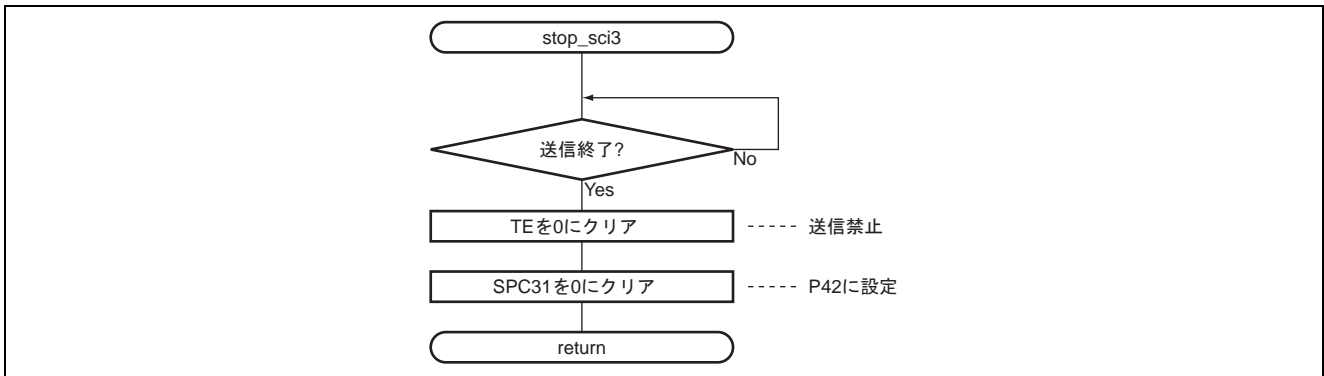 stop_sci3
送信終了?
No
Yes
TEを0にクリア ----- 送信禁止
SPC31を0にクリア ----- P42に設定
return